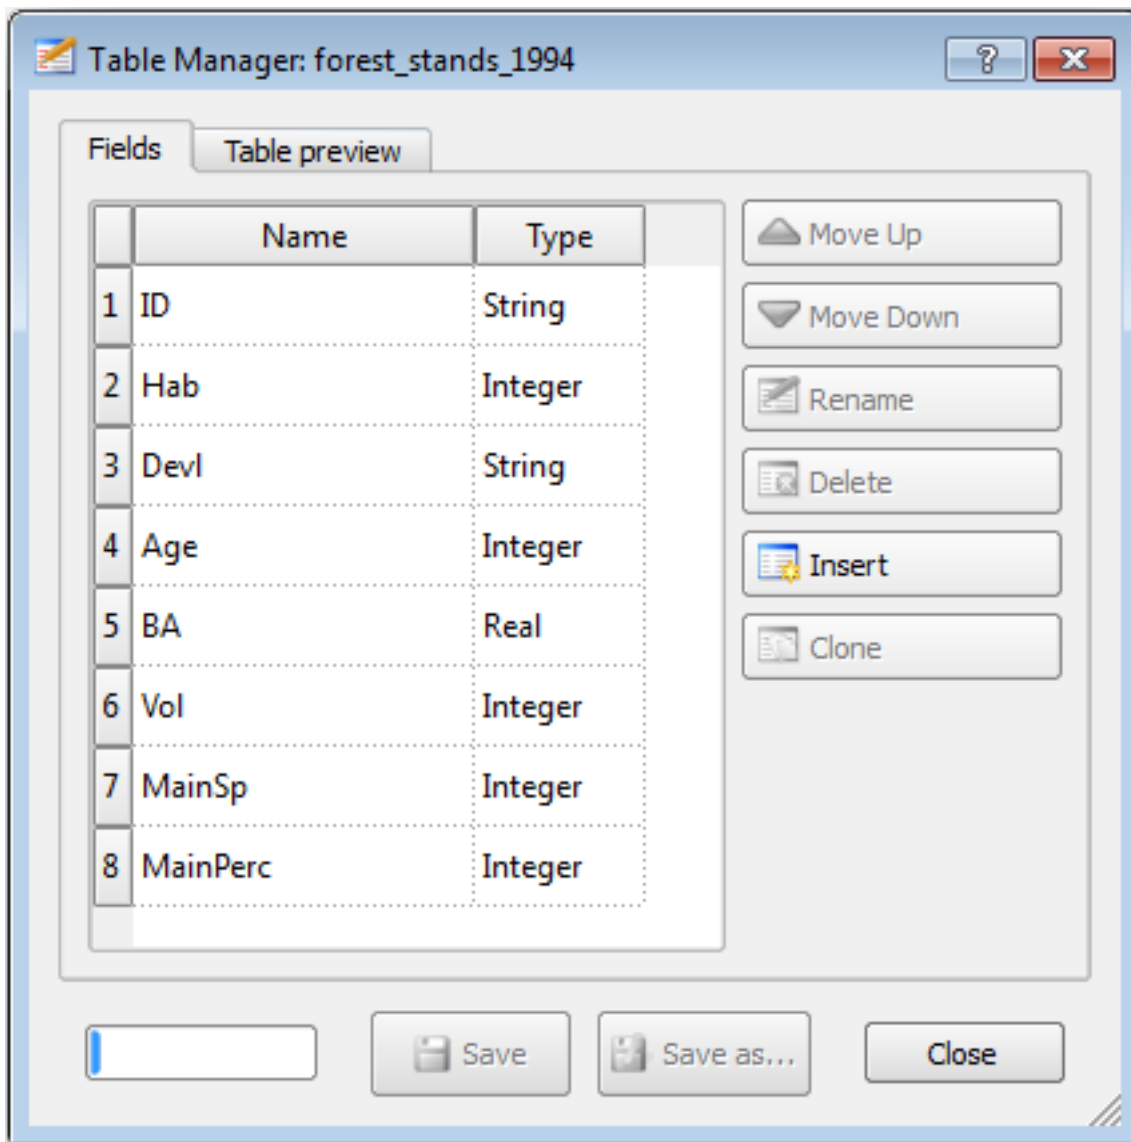 Table Manager: forest_stands_1994 ?
Fields Table preview
Name Type
1 ID String
2 Hab Integer
3 Devl String
4 Age Integer
5 BA Real
6 Vol Integer
7 MainSp Integer
8 MainPerc Integer
Move Up
Move Down
Rename
Delete
Insert
Clone
Save Save as... Close